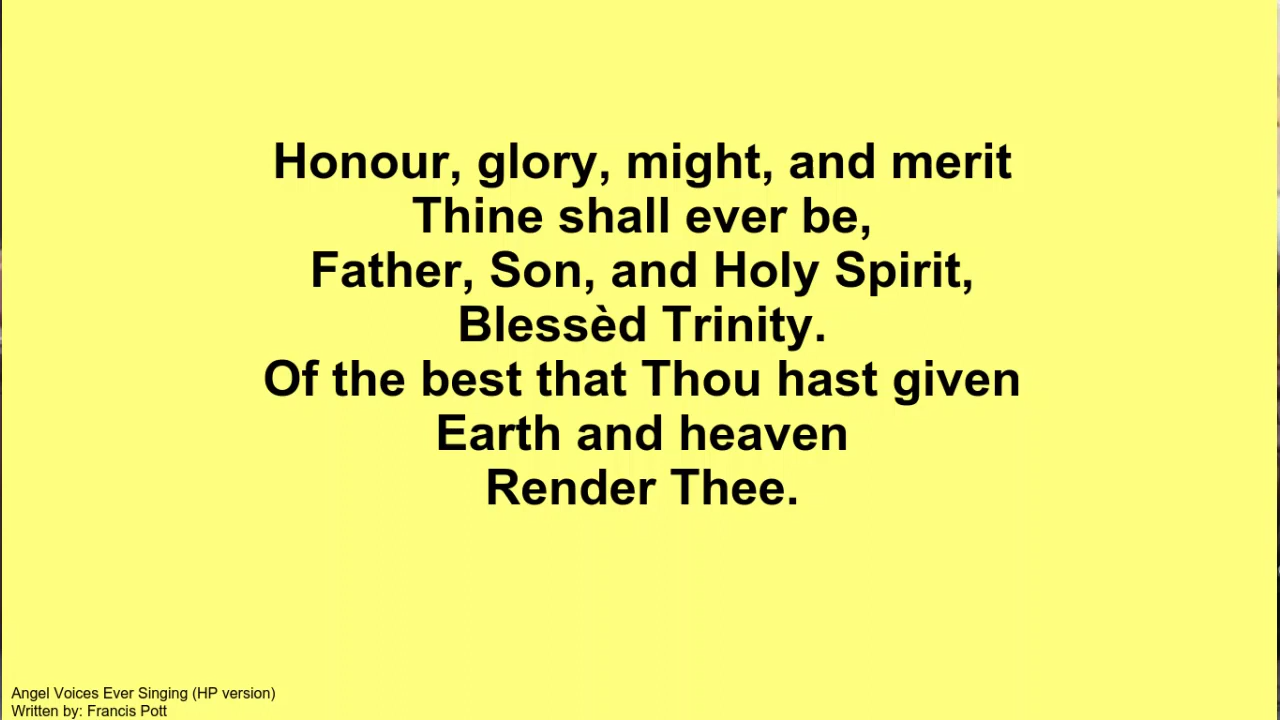 Honour, glory, might, and merit
Thine shall ever be,
Father, Son, and Holy Spirit,
Blessèd Trinity.
Of the best that Thou hast given
Earth and heaven
Render Thee.
Angel Voices Ever Singing (HP version)
Written by: Francis Pott